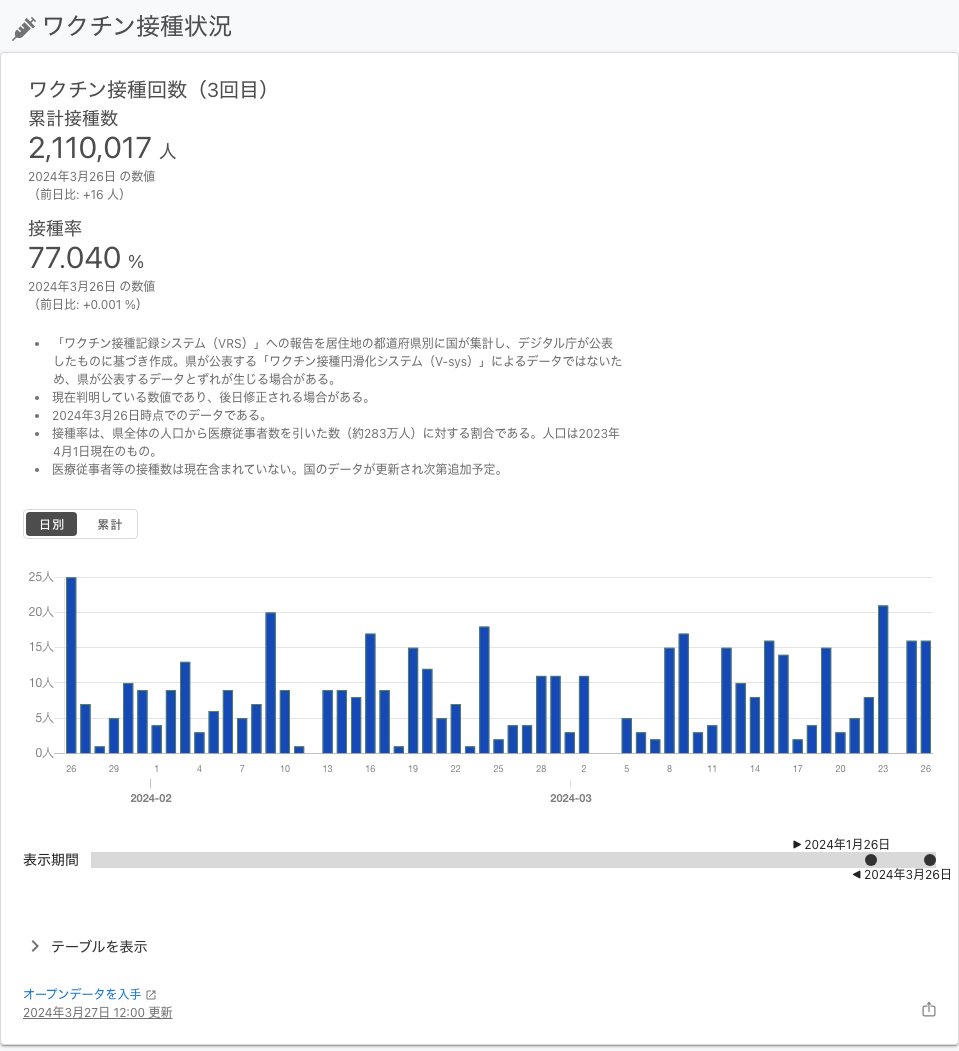 ワクチン接種状況
ワクチン接種回数（3回目）
累計接種数
2,110,017 人
2024年3月26日 の数値
（前日比: +16 人）
接種率
77.040 %
2024年3月26日 の数値
（前日比: +0.001 %）
「ワクチン接種記録システム（VRS）」への報告を居住地の都道府県別に国が集計し、デジタル庁が公表
したものに基づき作成。県が公表する「ワクチン接種円滑化システム（V-sys）」によるデータではないた
め、県が公表するデータとずれが生じる場合がある。
現在判明している数値であり、後日修正される場合がある。
2024年3月26日時点でのデータである。
接種率は、県全体の人口から医療従事者数を引いた数（約283万人）に対する割合である。人口は2023年
4月1日現在のもの。
医療従事者等の接種数は現在含まれていない。国のデータが更新され次第追加予定。
日別 累計
25人
20人
15人
10人
5人
0人
26 29 1 4 7 10 13 16 19 22 25 28 2 5 8 11 14 17 20 23 26
2024-02 2024-03
▶ 2024年1月26日
表示期間
◀ 2024年3月26日
テーブルを表示
オープンデータを入手
2024年3月27日 12:00 更新